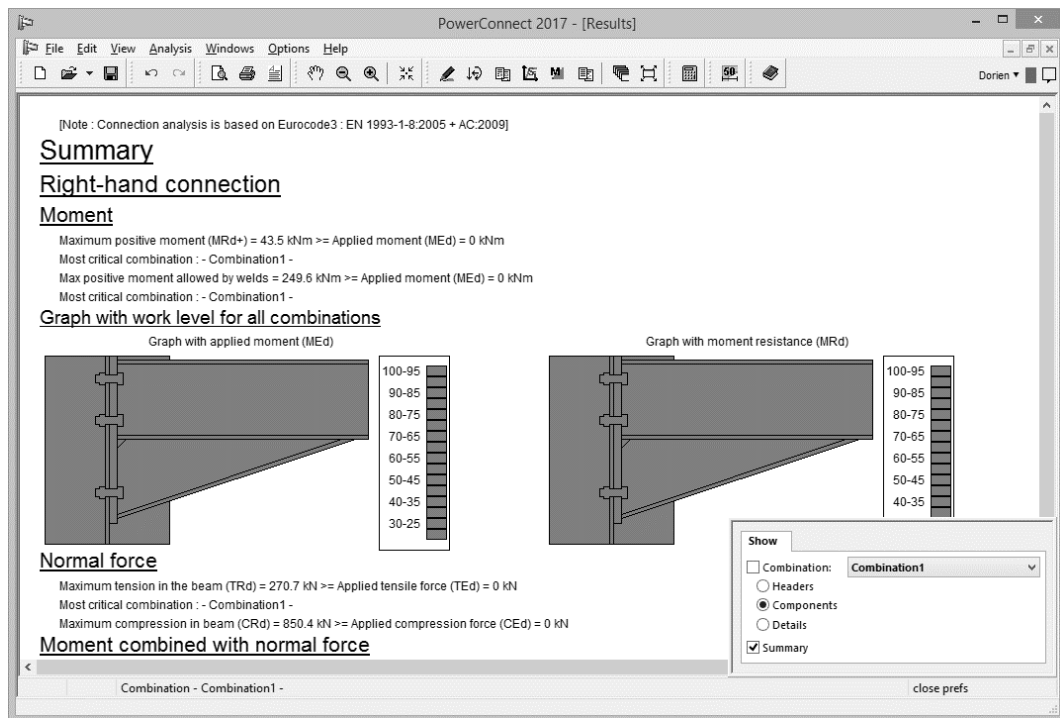 PowerConnect 2017 - [Results]
File Edit View Analysis Windows Options Help
50-
Dorien
[Note : Connection analysis is based on Eurocode3 : EN 1993-1-8:2005 + AC:2009]
Summary
Right-hand connection
Moment
Maximum positive moment (MRd+) = 43.5 kNm >= Applied moment (MEd) = 0 kNm
Most critical combination : - Combination1 -
Max positive moment allowed by welds = 249.6 kNm >= Applied moment (MEd) = 0 kNm
Most critical combination : - Combination1 -
Graph with work level for all combinations
Graph with applied moment (MEd)
100-95
90-85
80-75
70-65
60-55
50-45
40-35
30-25
Graph with moment resistance (MRd)
100-95
90-85
80-75
70-65
60-55
50-45
40-35
Normal force
Maximum tension in the beam (TRd) = 270.7 kN >= Applied tensile force (TEd) = 0 kN
Most critical combination : - Combination1 -
Maximum compression in beam (CRd) = 850.4 kN >= Applied compression force (CEd) = 0 kN
Moment combined with normal force
Show
Combination: Combination1
Headers
Components
Details
Summary
Combination - Combination1 - close prefs